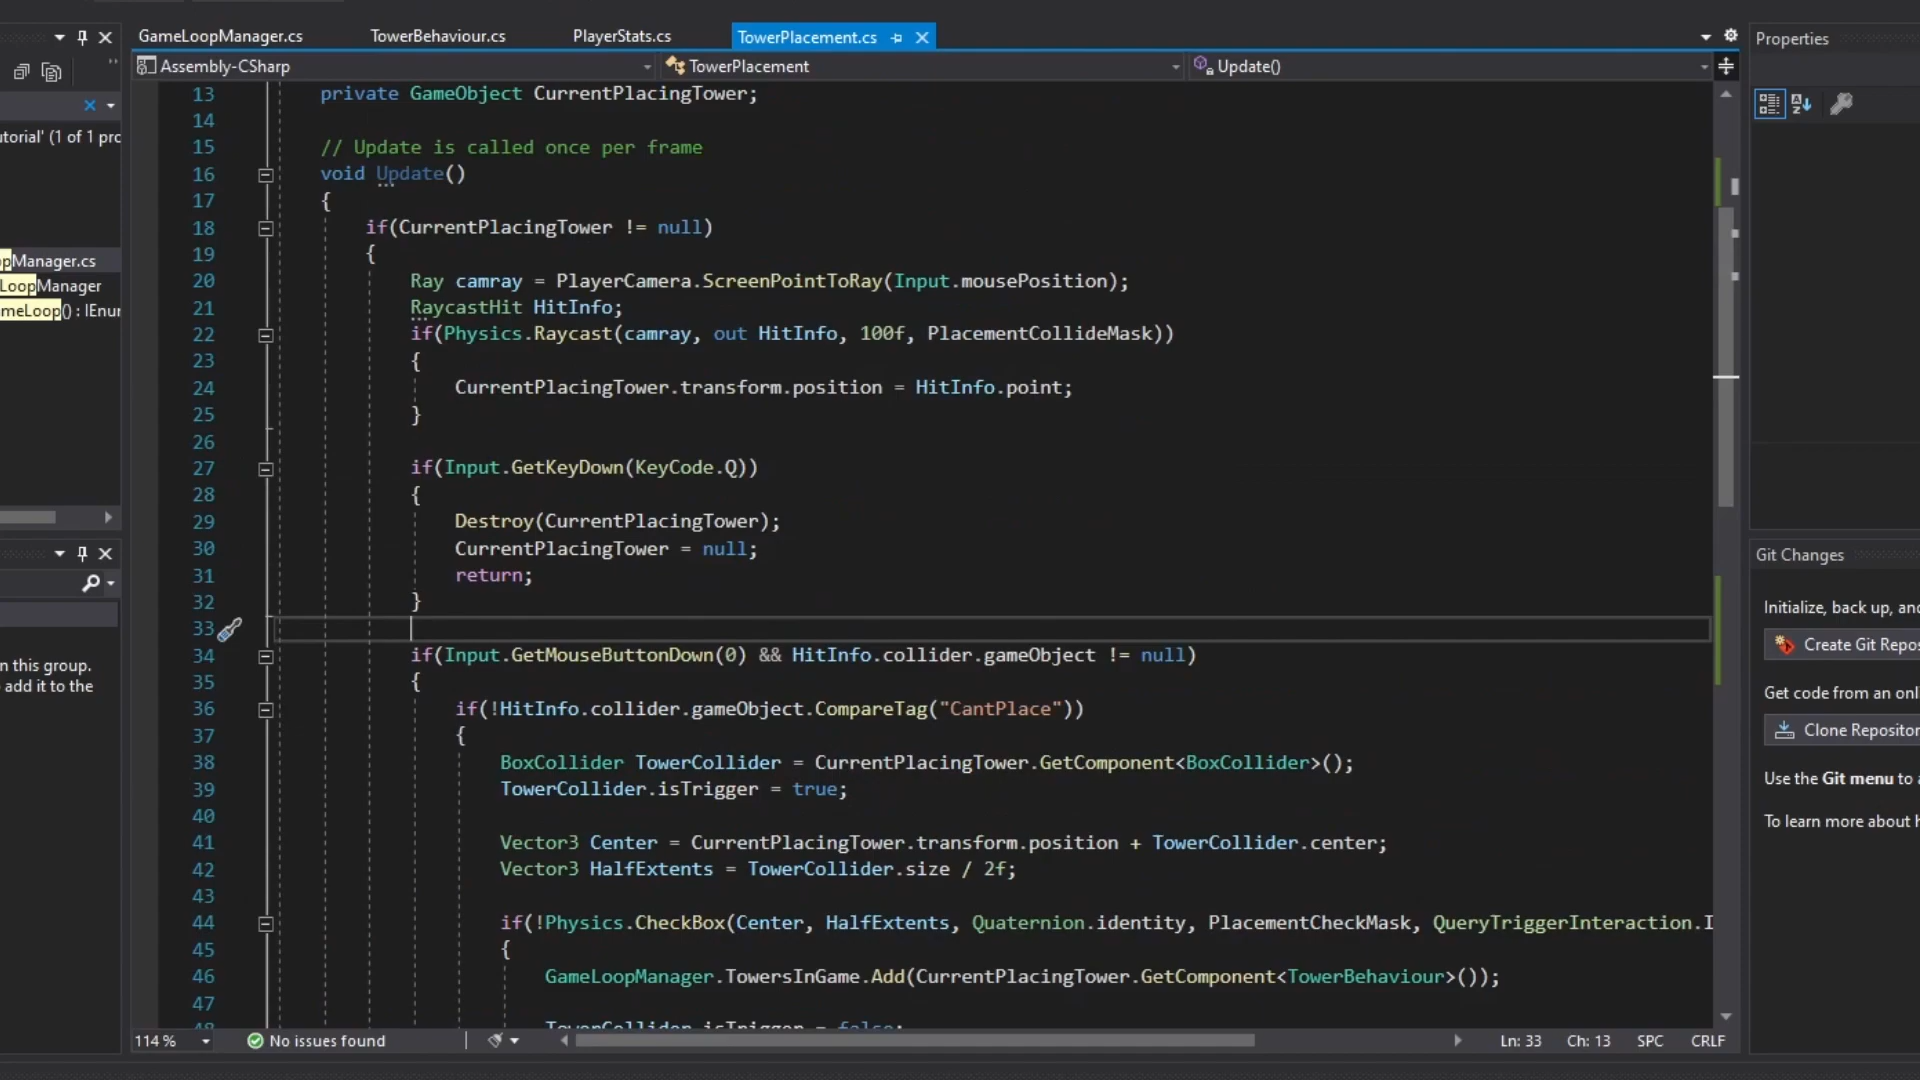 GameLoopManager.cs TowerBehaviour.cs PlayerStats.cs TowerPlacement.cs
Properties
Assembly-CSharp TowerPlacement Update()
utorial' (1 of 1 pro
pManager.cs
LoopManager
meLoop() : IEnur
n this group.
add it to the
13 private GameObject CurrentPlacingTower;
14
15 // Update is called once per frame
16 void Update()
17 {
18 if(CurrentPlacingTower != null)
19 {
20 Ray camray = PlayerCamera.ScreenPointToRay(Input.mousePosition);
21 RaycastHit HitInfo;
22 if(Physics.Raycast(camray, out HitInfo, 100f, PlacementCollideMask))
23 {
24 CurrentPlacingTower.transform.position = HitInfo.point;
25 }
26
27 if(Input.GetKeyDown(KeyCode.Q))
28 {
29 Destroy(CurrentPlacingTower);
30 CurrentPlacingTower = null;
31 return;
32 }
33
34 if(Input.GetMouseButtonDown(0) && HitInfo.collider.gameObject != null)
35 {
36 if(!HitInfo.collider.gameObject.CompareTag("CantPlace"))
37 {
38 BoxCollider TowerCollider = CurrentPlacingTower.GetComponent<BoxCollider>();
39 TowerCollider.isTrigger = true;
40
41 Vector3 Center = CurrentPlacingTower.transform.position + TowerCollider.center;
42 Vector3 HalfExtents = TowerCollider.size / 2f;
43
44 if(!Physics.CheckBox(Center, HalfExtents, Quaternion.identity, PlacementCheckMask, QueryTriggerInteraction.I
45 {
46 GameLoopManager.TowersInGame.Add(CurrentPlacingTower.GetComponent<TowerBehaviour>());
47
48 TowerCollider.isTrigger = false;
114 % No issues found Ln: 33 Ch: 13 SPC CRLF
Git Changes
Initialize, back up, and
Create Git Repos
Get code from an onli
Clone Repositor
Use the Git menu to a
To learn more about h